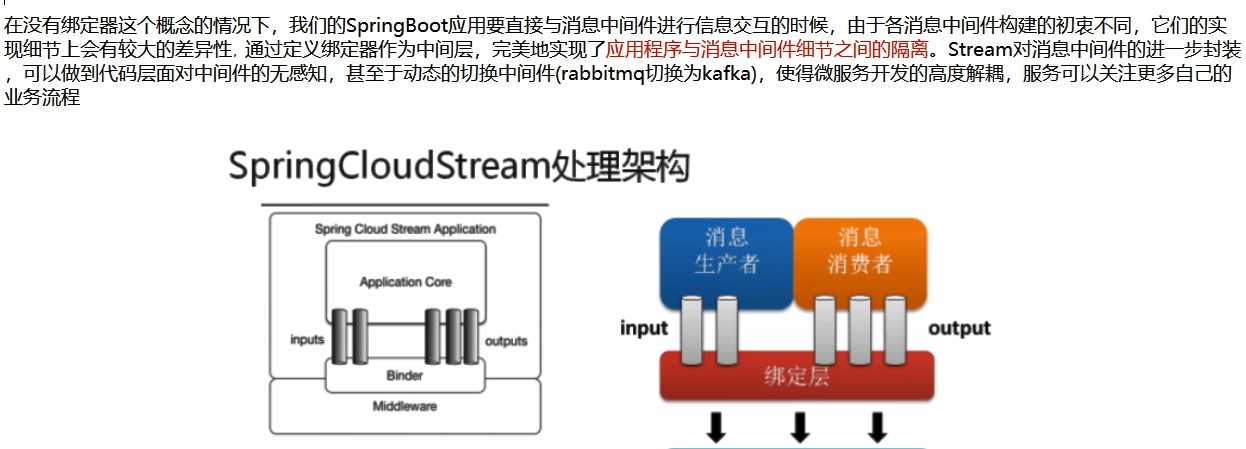 在没有绑定器这个概念的情况下，我们的SpringBoot应用要直接与消息中间件进行信息交互的时候，由于各消息中间件构建的初衷不同，它们的实
现细节上会有较大的差异性. 通过定义绑定器作为中间层，完美地实现了应用程序与消息中间件细节之间的隔离。Stream对消息中间件的进一步封装
，可以做到代码层面对中间件的无感知，甚至于动态的切换中间件(rabbitmq切换为kafka)，使得微服务开发的高度解耦，服务可以关注更多自己的
业务流程
SpringCloudStream处理架构
Spring Cloud Stream Application
Application Core
inputs
outputs
Binder
Middleware
消息
生产者
消息
消费者
input
output
绑定层